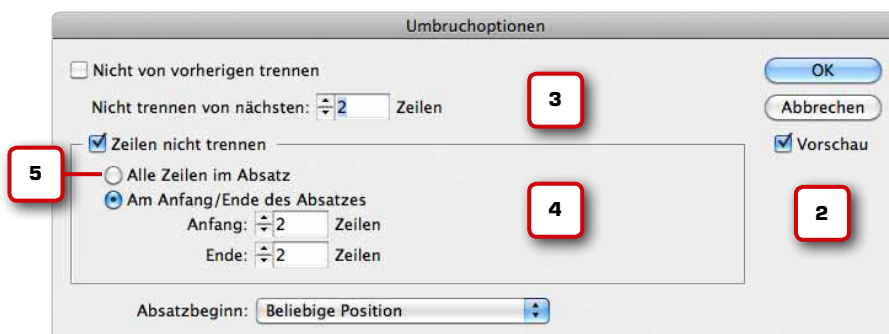 Umbruchoptionen
Nicht von vorherigen trennen
OK
Nicht trennen von nächsten: 2 Zeilen
3
Abbrechen
Zeilen nicht trennen
Vorschau
5
Alle Zeilen im Absatz
Am Anfang/Ende des Absatzes
4
2
Anfang: 2 Zeilen
Ende: 2 Zeilen
Absatzbeginn: Beliebige Position